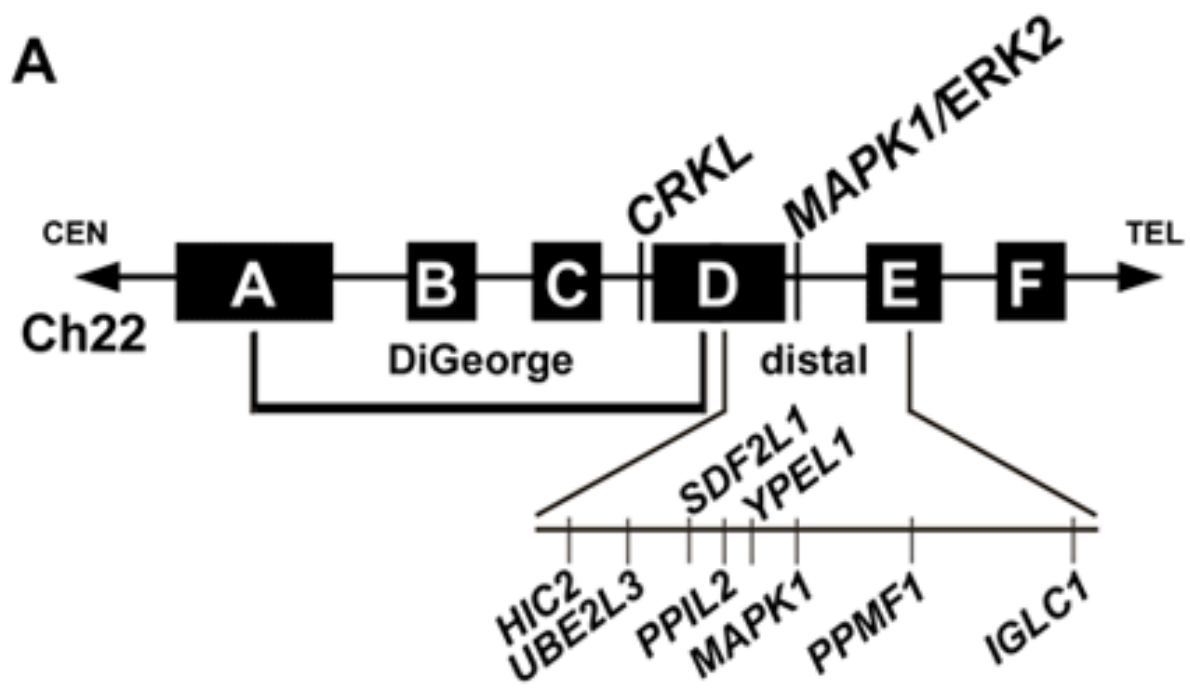 A
CRKL
MAPK1/ERK2
CEN
TEL
A
B
C
D
E
F
Ch22
DiGeorge
distal
SDF2L1
YPEL1
HIC2
UBE2L3
PPIL2
MAPK1
PPMF1
IGLC1